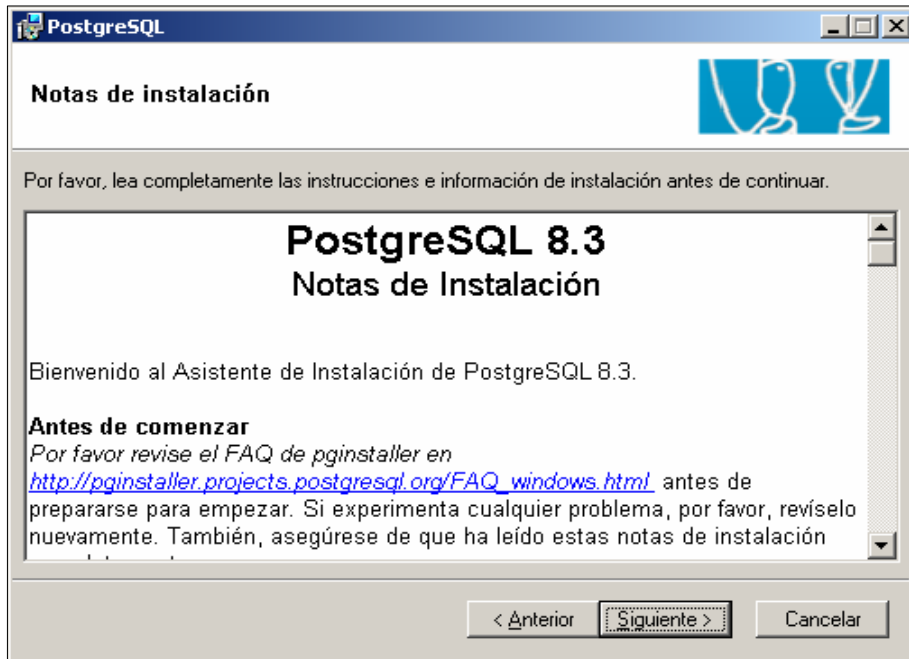 PostgreSQL
Notas de instalación
Por favor, lea completamente las instrucciones e información de instalación antes de continuar.
PostgreSQL 8.3
Notas de Instalación
Bienvenido al Asistente de Instalación de PostgreSQL 8.3.
Antes de comenzar
Por favor revise el FAQ de pginstaller en
http://pginstaller.projects.postgresql.org/FAQ_windows.html antes de
prepararse para empezar. Si experimenta cualquier problema, por favor, revíselo
nuevamente. También, asegúrese de que ha leído estas notas de instalación
< Anterior
Siguiente >
Cancelar